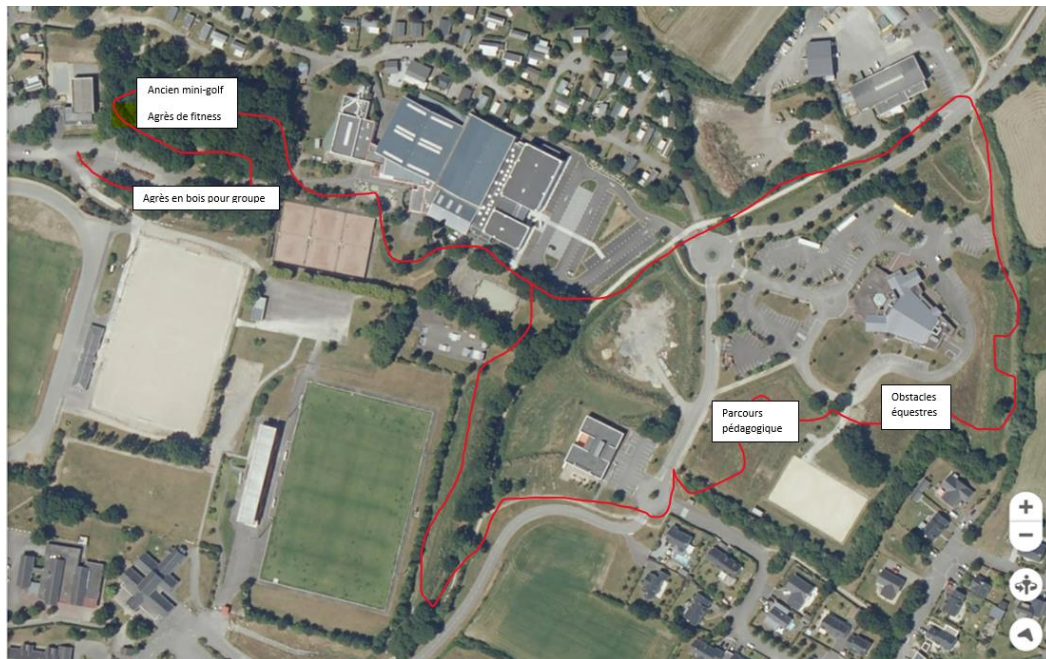 Ancien mini-golf
Agrès de fitness
Agrès en bois pour groupe
Obstacles
équestres
Parcours
pédagogique